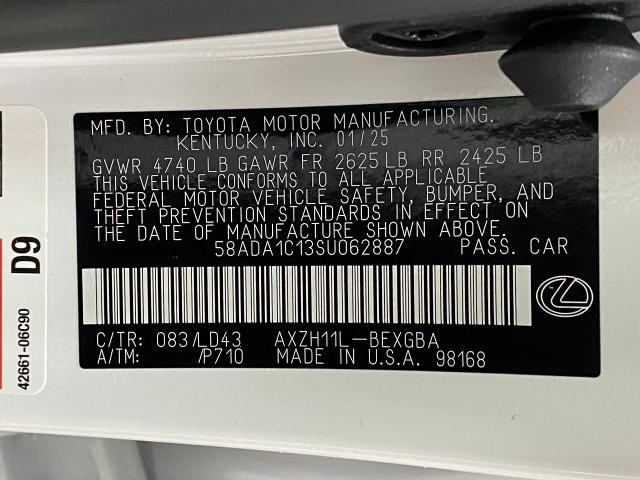 MFD. BY: TOYOTA MOTOR MANUFACTURING.
KENTUCKY, INC. 01/25
GVWR 4740 LB GAWR FR 2625 LB RR 2425 LB
THIS VEHICLE CONFORMS TO ALL APPLICABLE
FEDERAL MOTOR VEHICLE SAFETY, BUMPER, AND
THEFT PREVENTION STANDARDS IN EFFECT ON
THE DATE OF MANUFACTURE SHOWN ABOVE.
58ADA1C13SU062887 PASS. CAR
C/TR: 083/LD43 AXZH11L-BEXGBA
A/TM: /P710 MADE IN U.S.A. 98168
D9
42661-06C90